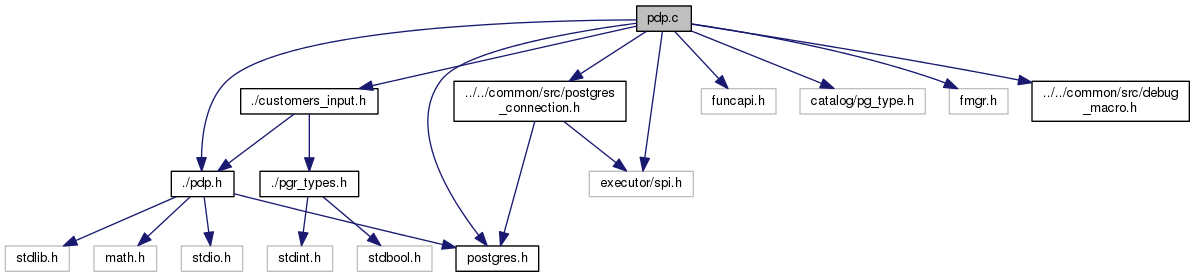 pdp.c
./customers_input.h
../../common/src/postgres
_connection.h
funcapi.h
catalog/pg_type.h
fmgr.h
../../common/src/debug
_macro.h
./pdp.h
./pgr_types.h
executor/spi.h
stdlib.h
math.h
stdio.h
stdint.h
stdbool.h
postgres.h